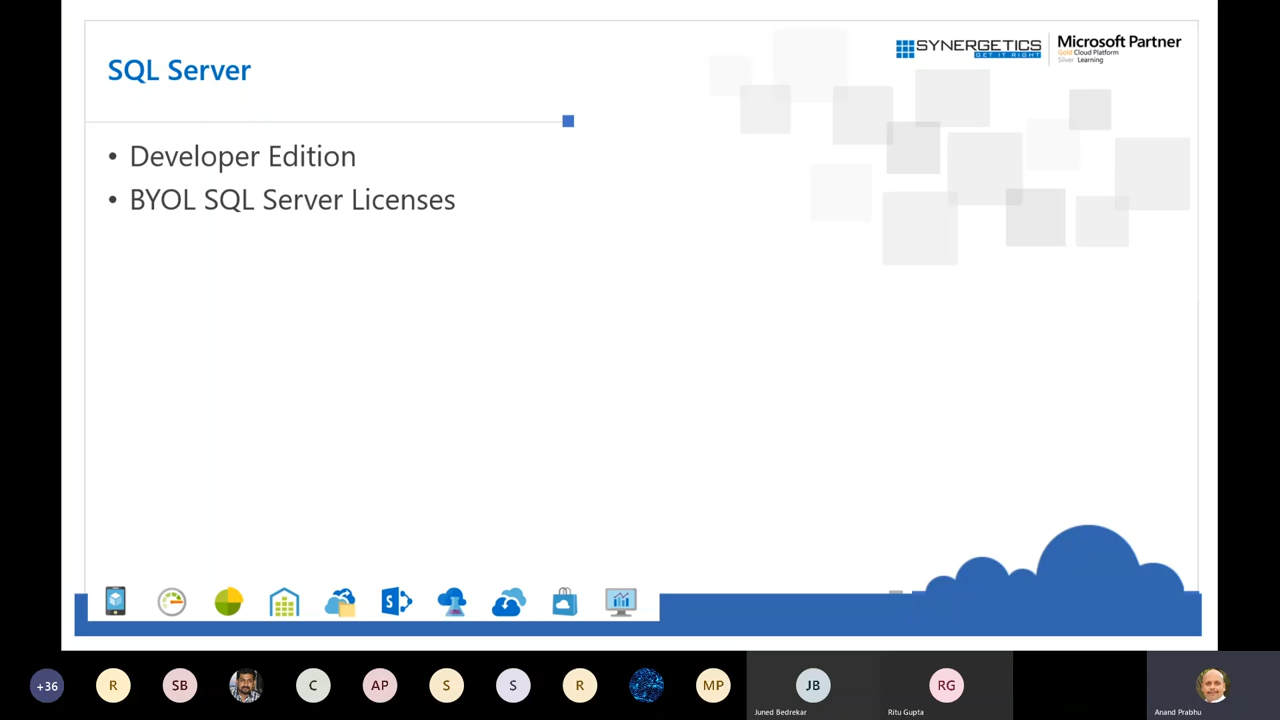 SYNERGETICS
GET IT RIGHT
Microsoft Partner
Gold Cloud Platform
Silver Learning
SQL Server
• Developer Edition
• BYOL SQL Server Licenses
S
+36
R
SB
C
AP
S
S
R
MP
JB
Juned Bedrekar
RG
Ritu Gupta
Anand Prabhu